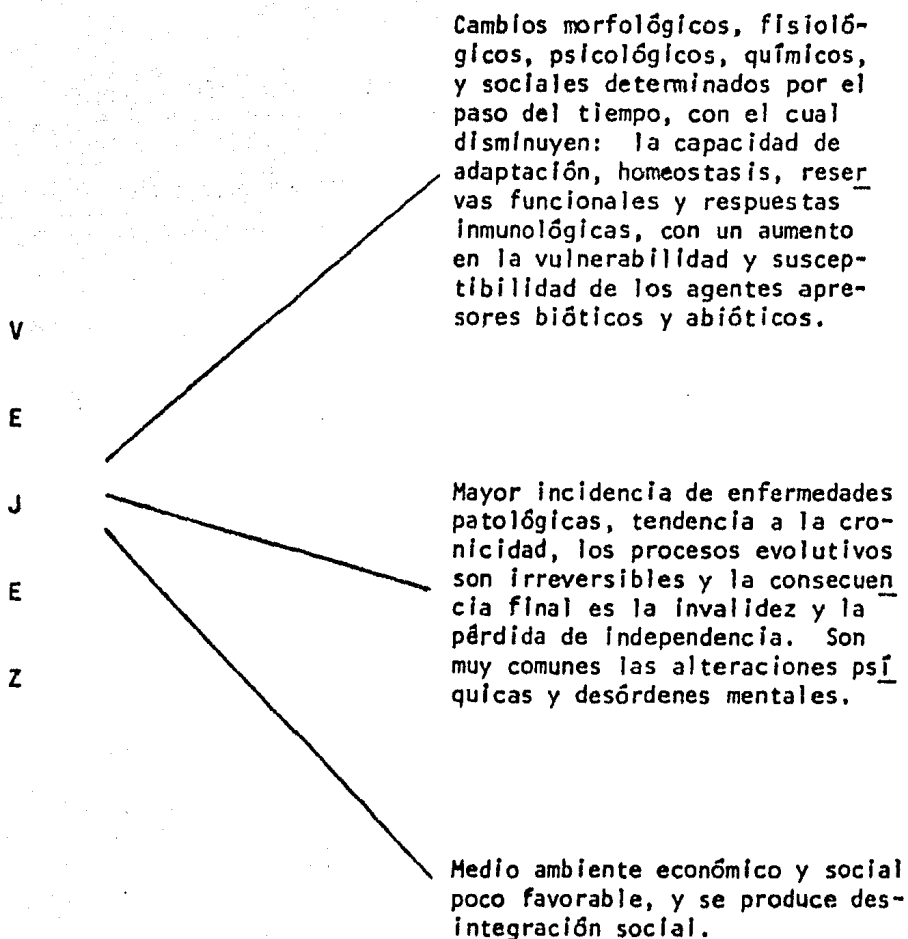 Cambios morfológicos, fisioló-
gicos, psicológicos, químicos,
y sociales determinados por el
paso del tiempo, con el cual
disminuyen: la capacidad de
adaptación, homeostasis, reser
vas funcionales y respuestas
inmunológicas, con un aumento
en la vulnerabilidad y suscep-
tibilidad de los agentes apre-
sores bióticos y abióticos.
V
E
J
E
Z
Mayor incidencia de enfermedades
patológicas, tendencia a la cro-
nicidad, los procesos evolutivos
son irreversibles y la consecuen
cia final es la invalidez y la
pérdida de independencia. Son
muy comunes las alteraciones psí
quicas y desórdenes mentales.
Medio ambiente económico y social
poco favorable, y se produce des-
integración social.